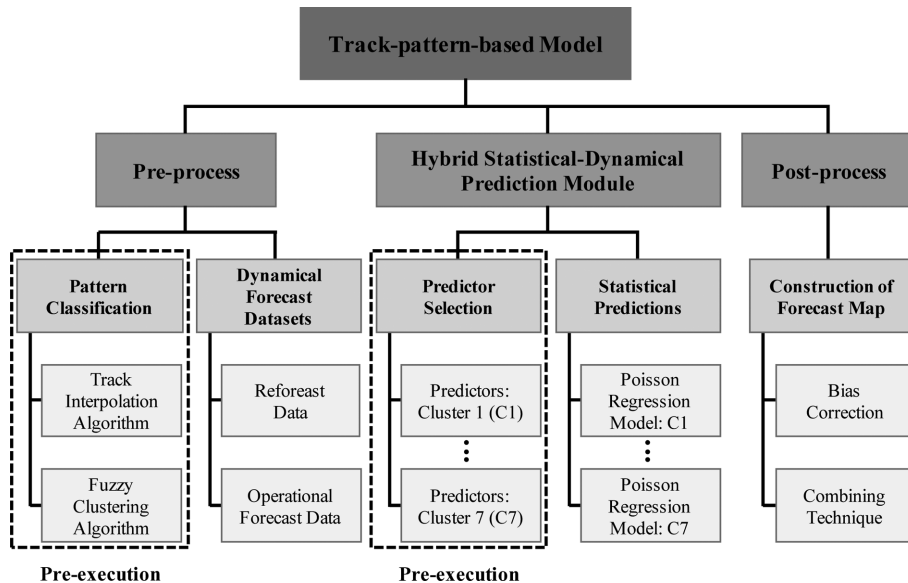 Track-pattern-based Model
Pre-process
Hybrid Statistical-Dynamical
Prediction Module
Post-process
Pattern
Classification
Dynamical
Forecast
Datasets
Predictor
Selection
Statistical
Predictions
Construction of
Forecast Map
Track
Interpolation
Algorithm
Reforeast
Data
Predictors:
Cluster 1 (C1)
Poisson
Regression
Model: C1
Bias
Correction
Fuzzy
Clustering
Algorithm
Operational
Forecast Data
Predictors:
Cluster 7 (C7)
Poisson
Regression
Model: C7
Combining
Technique
Pre-execution
Pre-execution